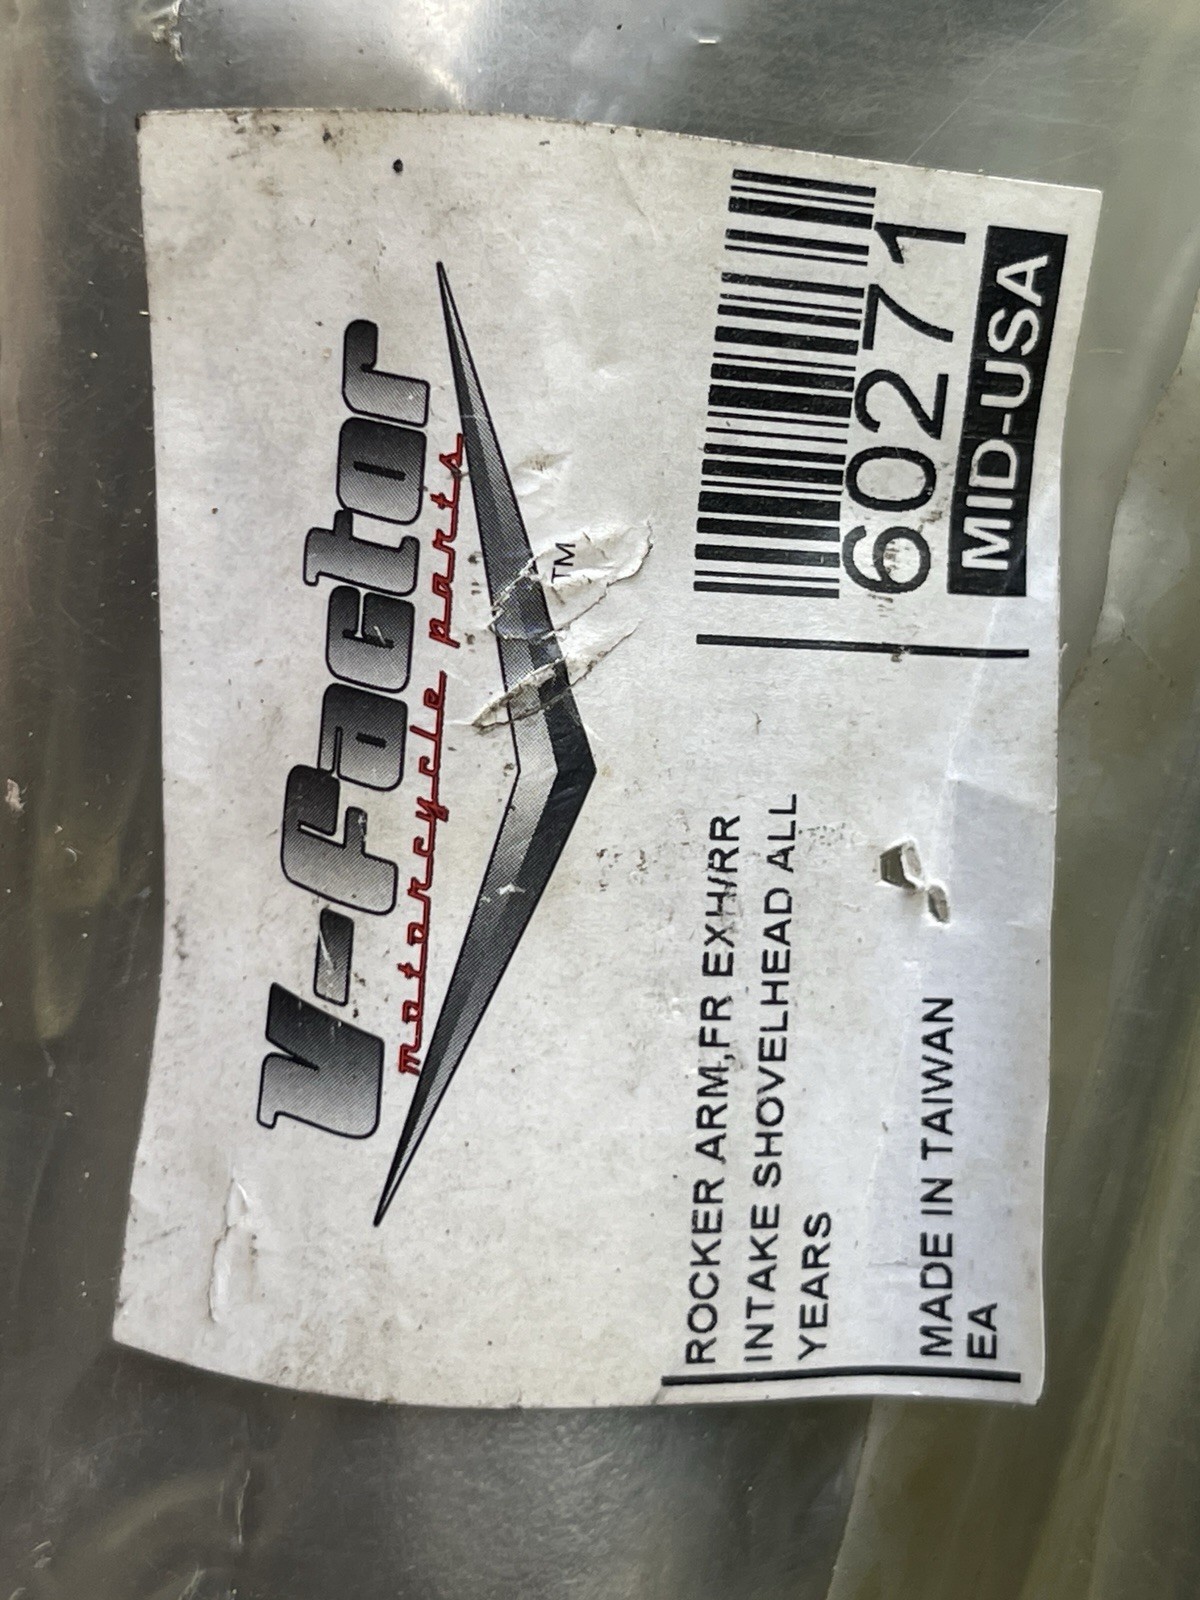 V-Factor
motorcycle parts
TM
ROCKER ARM,FR EXH/RR
INTAKE SHOVELHEAD ALL
YEARS
MADE IN TAIWAN
EA
60271
MID-USA